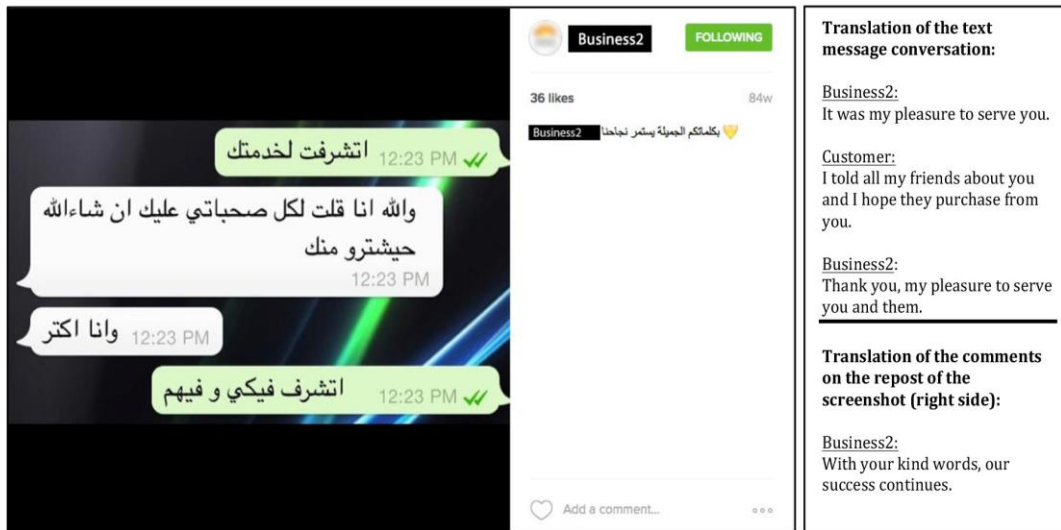 اتشرفت لخدمتك 12:23 PM
والله انا قلت لكل صحباتي عليك ان شاءالله
حيشترو منك
12:23 PM
وانا اكتر 12:23 PM
اتشرف فيكي و فيهم 12:23 PM
Business2 FOLLOWING
36 likes 84w
Business2 بكلماتكم الجميلة يستمر نجاحنا 💛
Add a comment...
Translation of the text
message conversation:
Business2:
It was my pleasure to serve you.
Customer:
I told all my friends about you
and I hope they purchase from
you.
Business2:
Thank you, my pleasure to serve
you and them.
Translation of the comments
on the repost of the
screenshot (right side):
Business2:
With your kind words, our
success continues.